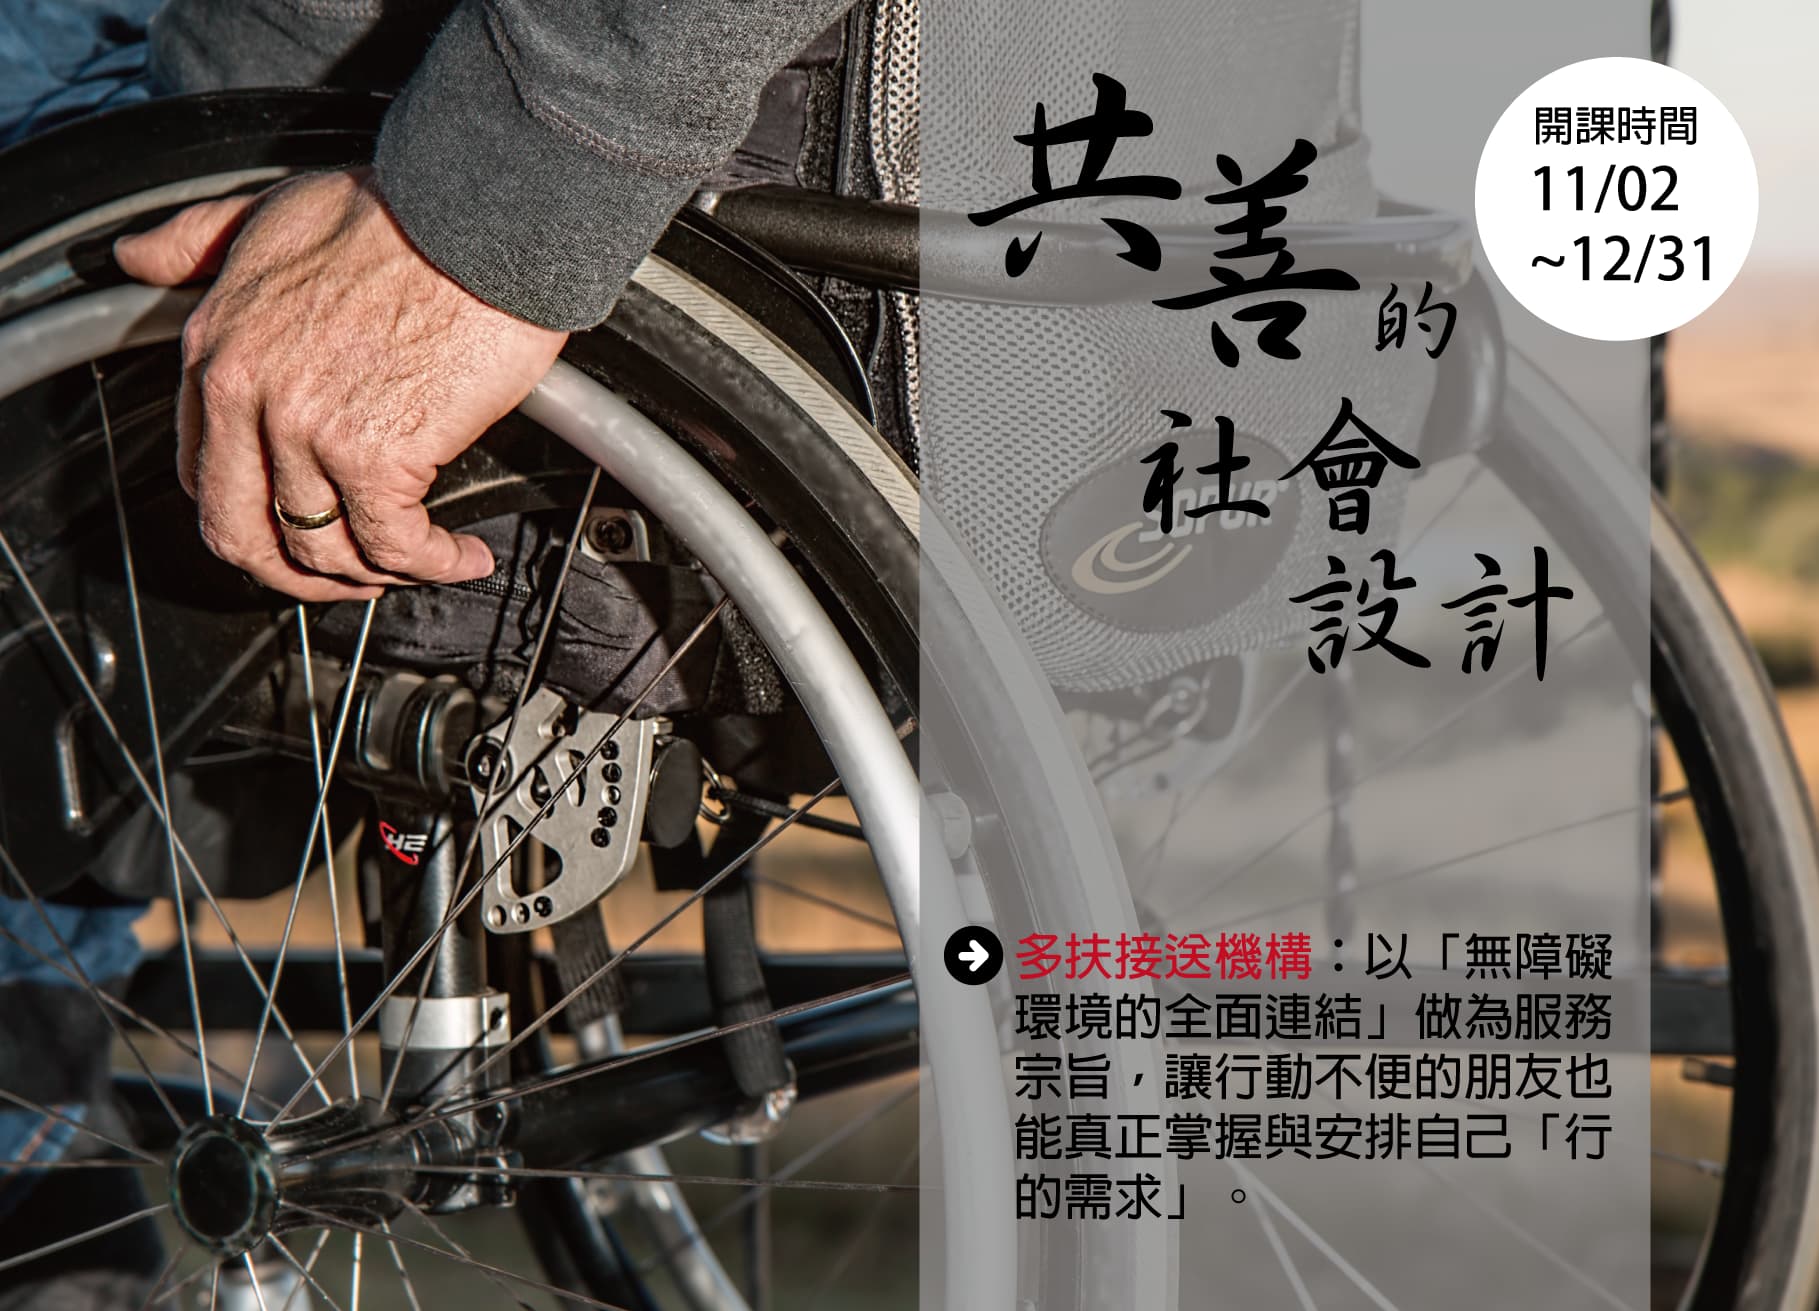 開課時間
11/02
~12/31
共善的
社會
設計
SOPUR
HE
多扶接送機構：以「無障礙
環境的全面連結」做為服務
宗旨，讓行動不便的朋友也
能真正掌握與安排自己「行
的需求」。